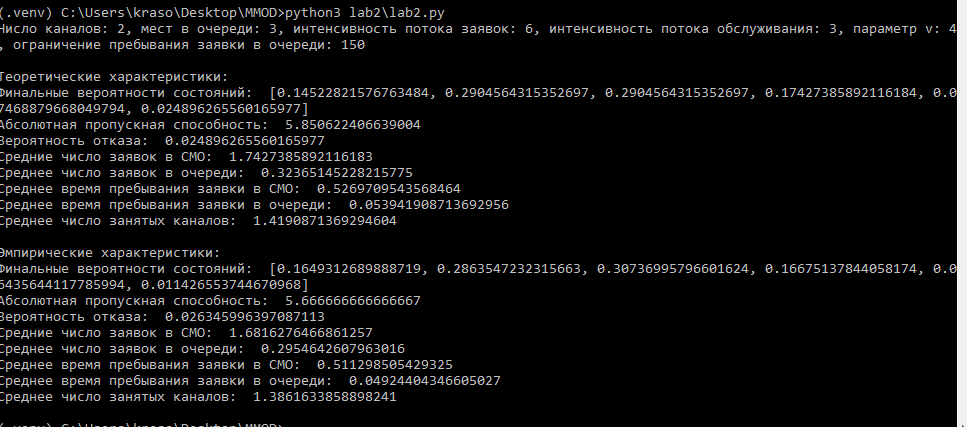 (.venv) C:\Users\kraso\Desktop\MMOD>python3 lab2\lab2.py
Число каналов: 2, мест в очереди: 3, интенсивность потока заявок: 6, интенсивность потока обслуживания: 3, параметр v: 4
, ограничение пребывания заявки в очереди: 150
Теоретические характеристики:
Финальные вероятности состояний:  [0.14522821576763484, 0.2904564315352697, 0.2904564315352697, 0.17427385892116184, 0.0
7468879668049794, 0.024896265560165977]
Абсолютная пропускная способность:  5.850622406639004
Вероятность отказа:  0.024896265560165977
Среднее число заявок в СМО:  1.7427385892116183
Среднее число заявок в очереди:  0.32365145228215775
Среднее время пребывания заявки в СМО:  0.5269709543568464
Среднее время пребывания заявки в очереди:  0.053941908713692956
Среднее число занятых каналов:  1.4190871369294604
Эмпирические характеристики:
Финальные вероятности состояний:  [0.1649312689888719, 0.2863547232315663, 0.30736995796601624, 0.16675137844058174, 0.0
6435644117785994, 0.011426553744670968]
Абсолютная пропускная способность:  5.666666666666667
Вероятность отказа:  0.026345996397087113
Среднее число заявок в СМО:  1.6816276466861257
Среднее число заявок в очереди:  0.2954642607963016
Среднее время пребывания заявки в СМО:  0.511298505429325
Среднее время пребывания заявки в очереди:  0.04924404346605027
Среднее число занятых каналов:  1.3861633858898241
(.venv) C:\Users\kraso\Desktop\MMOD>